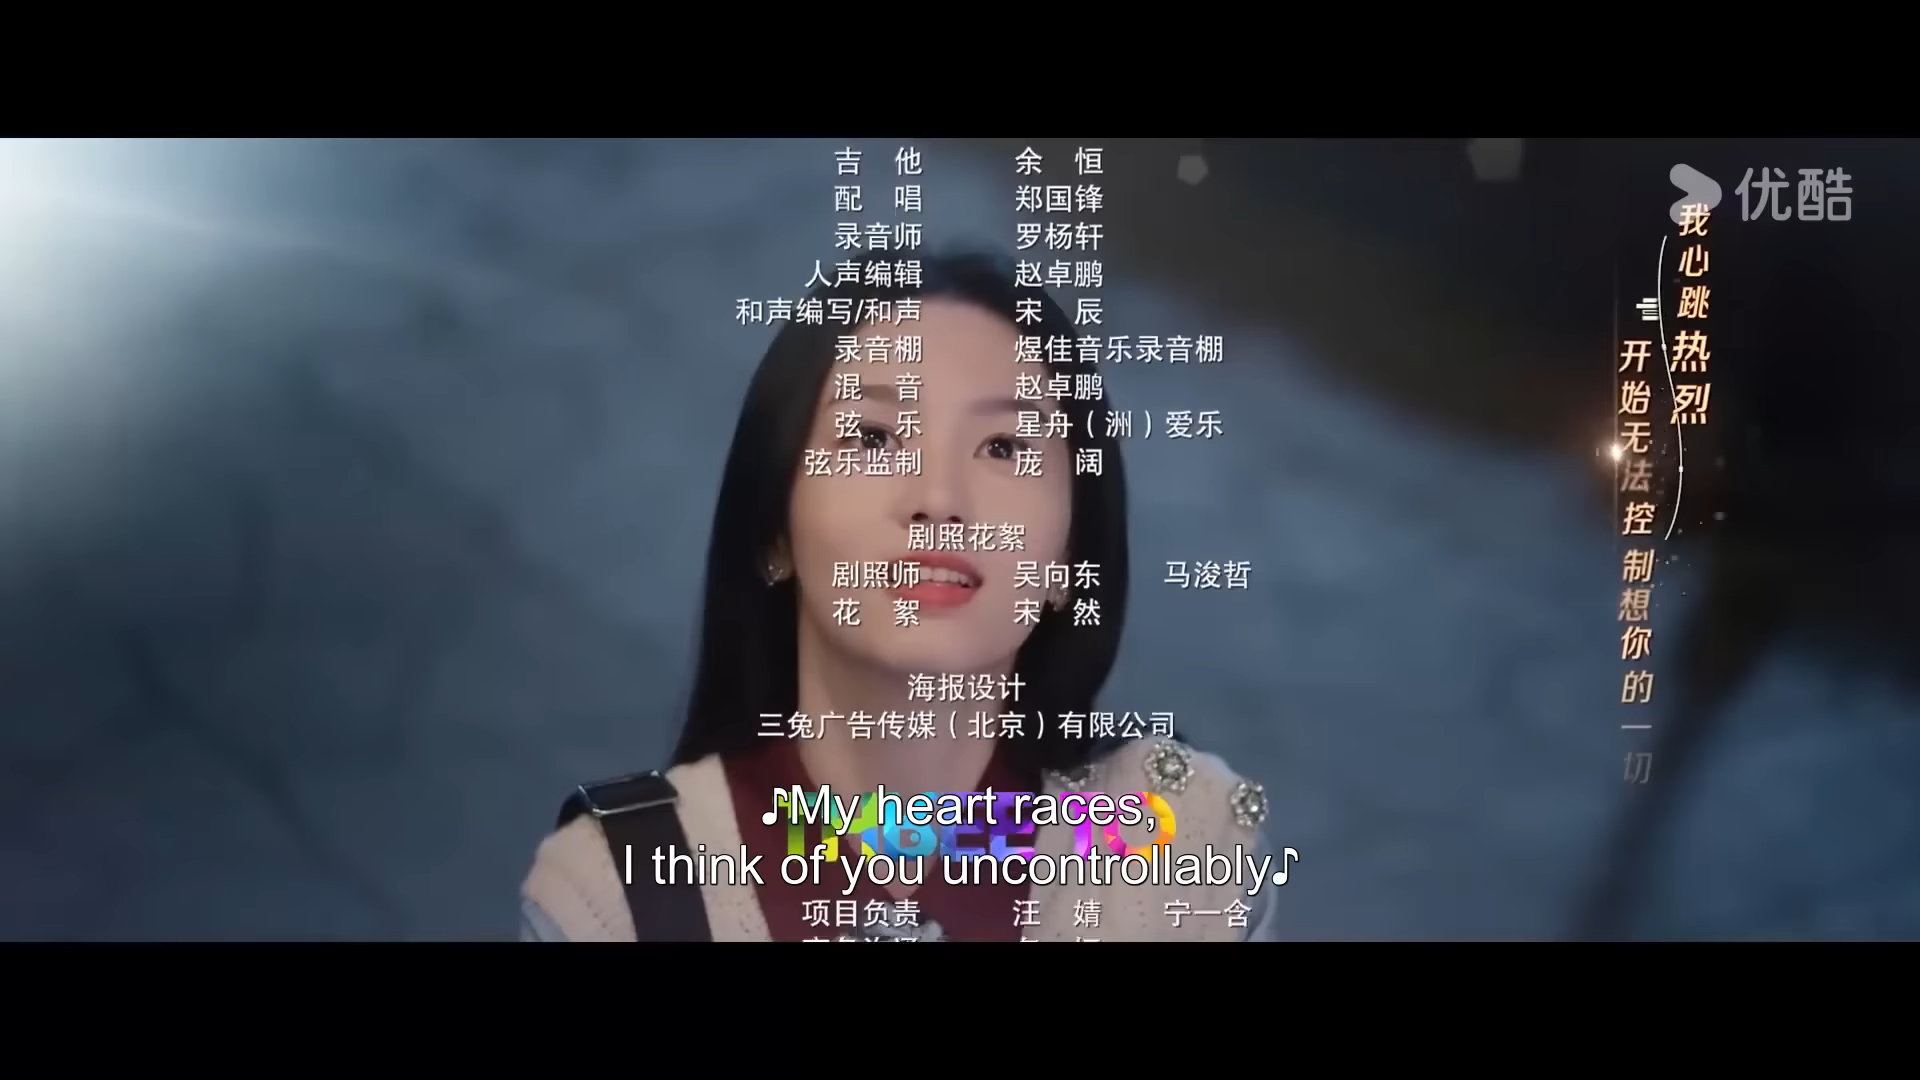 吉 他 余 恒
配 唱 郑国锋
录音师 罗杨轩
人声编辑 赵卓鹏
和声编写/和声 宋 辰
录音棚 煜佳音乐录音棚
混 音 赵卓鹏
弦 乐 星舟（洲）爱乐
弦乐监制 庞 阔
剧照花絮
剧照师 吴向东 马浚哲
花 絮 宋 然
海报设计
三兔广告传媒（北京）有限公司
♪My heart races,
I think of you uncontrollably♪
项目负责 汪 婧 宁一含
优酷
我心跳热烈
开始无法控制想你的一切